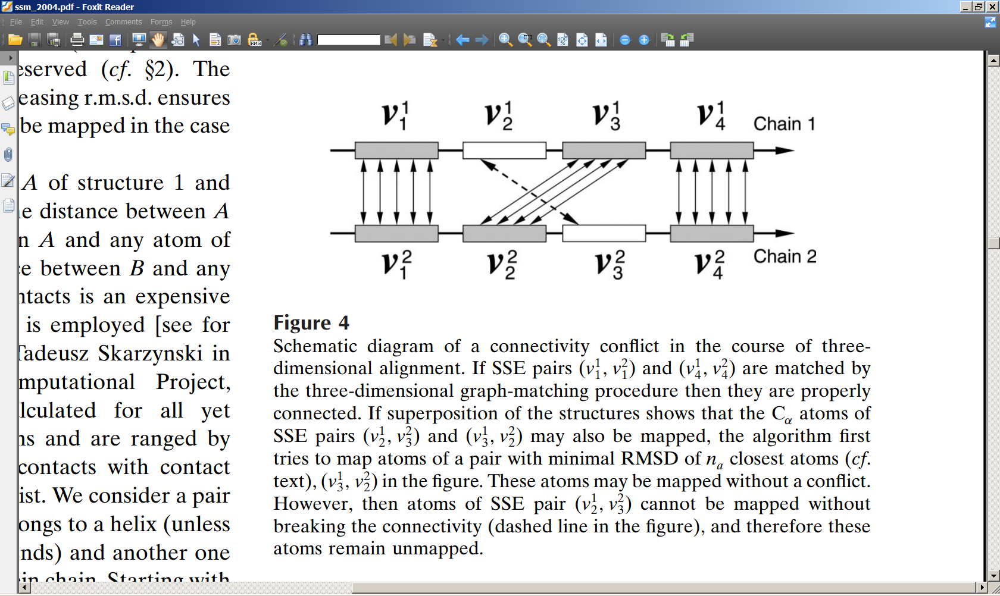 ssm_2004.pdf - Foxit Reader
File Edit View Tools Comments Forms Help
RMS
100%
eserved (cf. §2). The
easing r.m.s.d. ensures
be mapped in the case
A of structure 1 and
e distance between A
n A and any atom of
e between B and any
ntacts is an expensive
is employed [see for
Tadeusz Skarzynski in
mputational Project,
lculated for all yet
ns and are ranged by
contacts with contact
ist. We consider a pair
ongs to a helix (unless
nds) and another one
in chain. Starting with
v₁¹ v₂¹ v₃¹ v₄¹ Chain 1
v₁² v₂² v₃² v₄² Chain 2
Figure 4
Schematic diagram of a connectivity conflict in the course of three-
dimensional alignment. If SSE pairs (v₁¹, v₁²) and (v₄¹, v₄²) are matched by
the three-dimensional graph-matching procedure then they are properly
connected. If superposition of the structures shows that the Cα atoms of
SSE pairs (v₂¹, v₃²) and (v₃¹, v₂²) may also be mapped, the algorithm first
tries to map atoms of a pair with minimal RMSD of nₐ closest atoms (cf.
text), (v₃¹, v₂²) in the figure. These atoms may be mapped without a conflict.
However, then atoms of SSE pair (v₂¹, v₃²) cannot be mapped without
breaking the connectivity (dashed line in the figure), and therefore these
atoms remain unmapped.